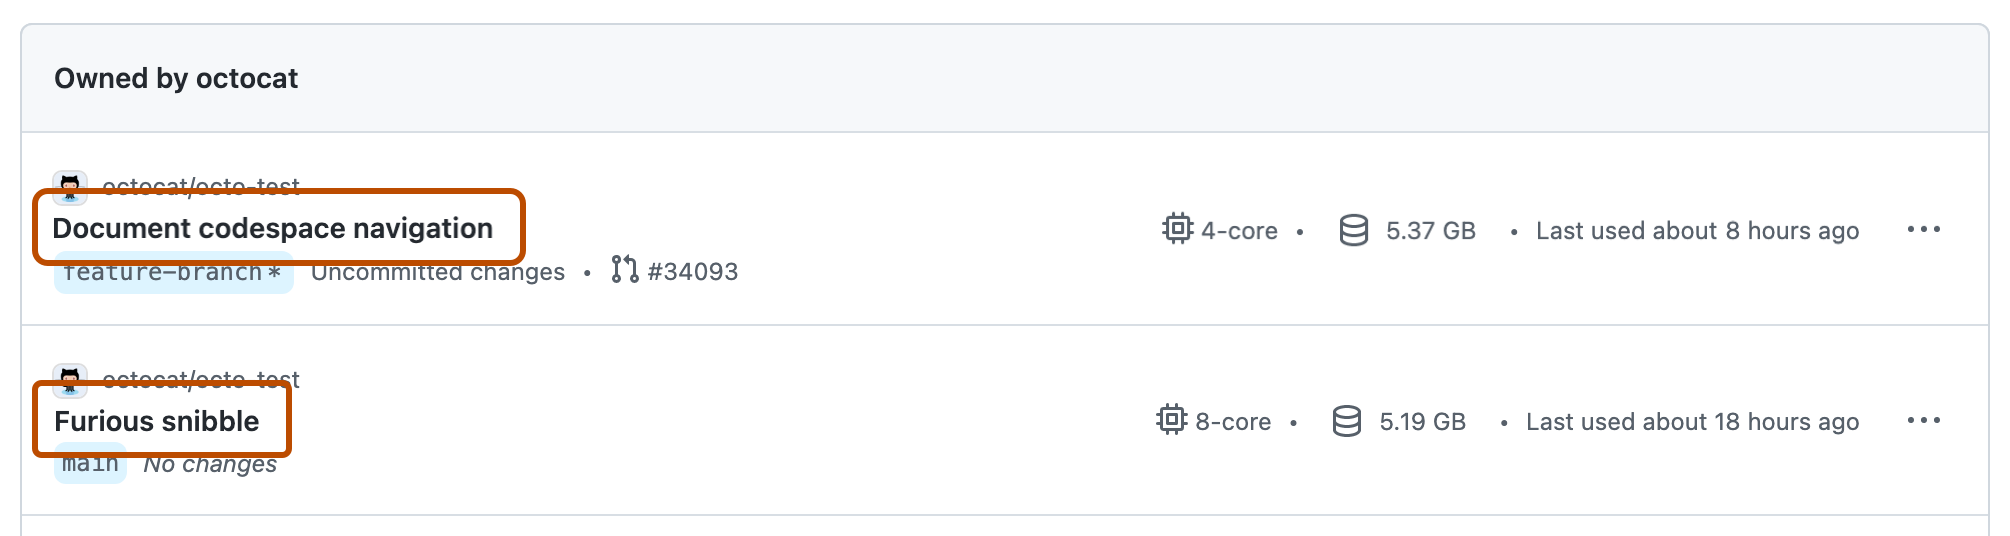 Owned by octocat
octocat/octo-test
Document codespace navigation
feature-branch* Uncommitted changes • #34093
4-core • 5.37 GB • Last used about 8 hours ago ···
octocat/octo-test
Furious snibble
main No changes
8-core • 5.19 GB • Last used about 18 hours ago ···